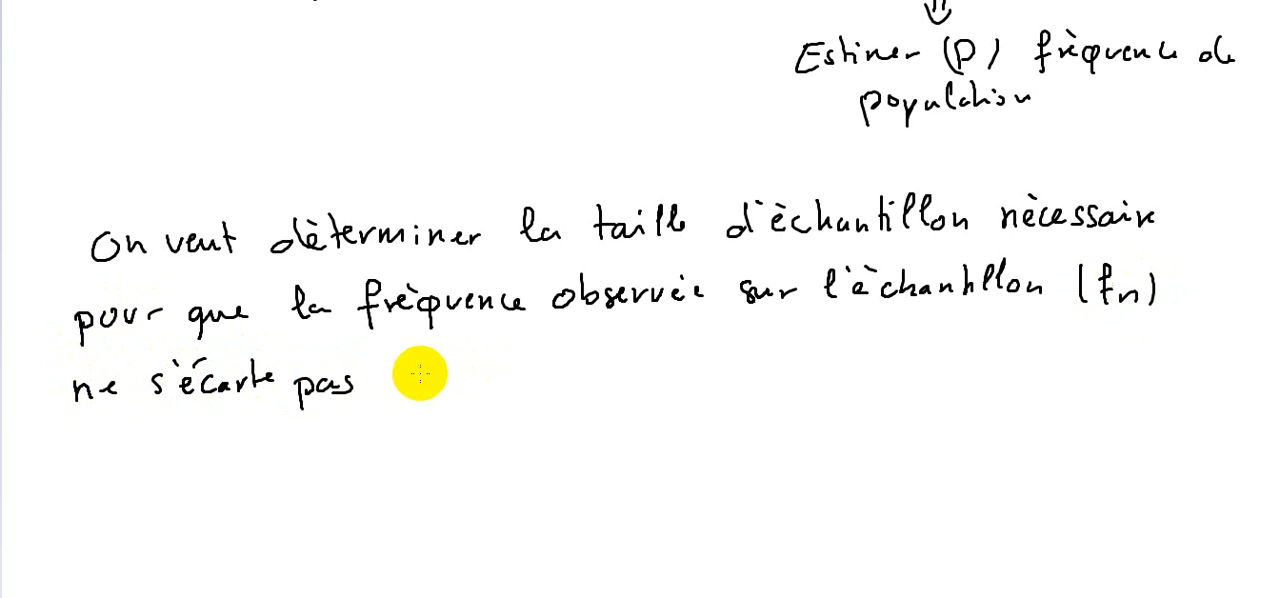 ⇓
Estimer (p) fréquence de
population
On veut déterminer la taille d'échantillon nécessaire
pour que la fréquence observée sur l'échantillon (fn)
ne s'écarte pas